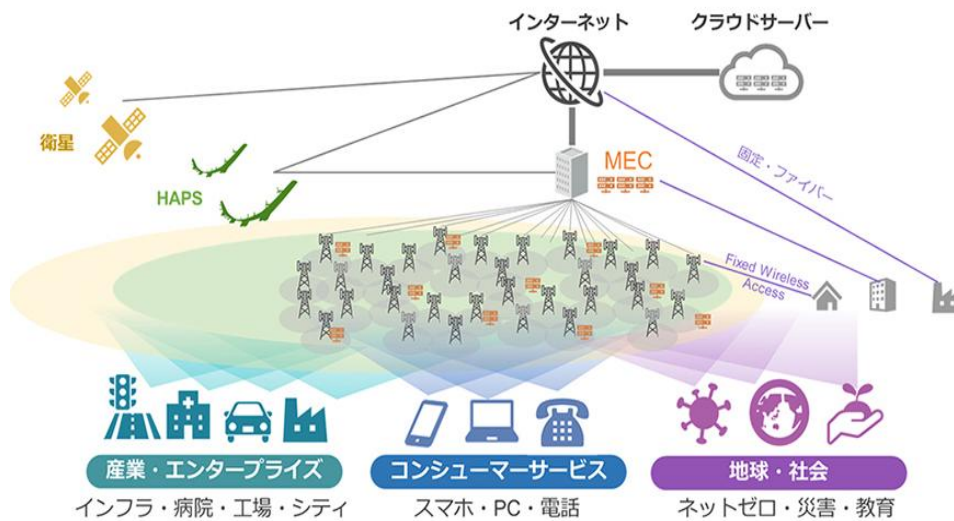 インターネット
クラウドサーバー
衛星
HAPS
MEC
固定・ファイバー
Fixed Wireless
Access
産業・エンタープライズ
コンシューマーサービス
地球・社会
インフラ・病院・工場・シティ
スマホ・PC・電話
ネットゼロ・災害・教育